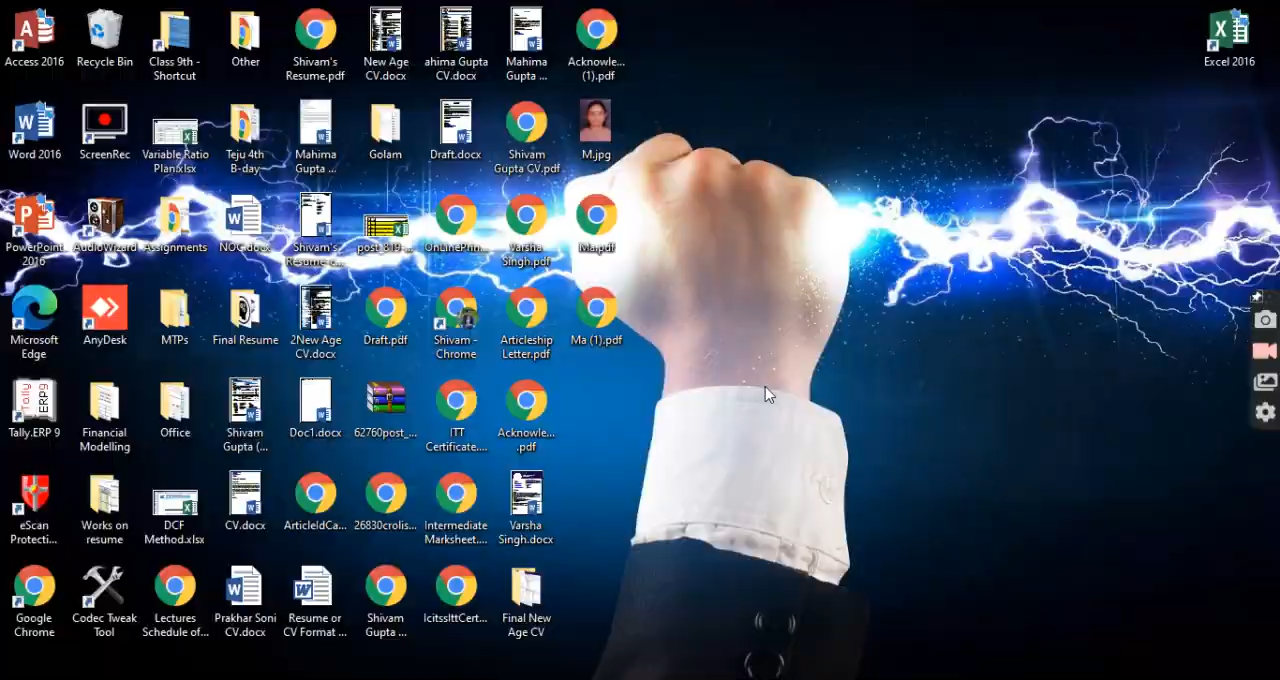 Access 2016
Recycle Bin
Class 9th -
Shortcut
Other
Shivam's
Resume.pdf
New Age
CV.docx
ahima Gupta
CV.docx
Mahima
Gupta ...
Acknowle...
(1).pdf
Excel 2016
Word 2016
ScreenRec
Variable Ratio
Plan.xlsx
Teju 4th
B-day
Mahima
Gupta ...
Golam
Draft.docx
Shivam
Gupta CV.pdf
M.jpg
PowerPoint
2016
AudioWizard
Assignments
NOC.docx
Shivam's
Resume-c...
post_819-...
OnLinePrin...
Varsha
Singh.pdf
Ma.pdf
Microsoft
Edge
AnyDesk
MTPs
Final Resume
2New Age
CV.docx
Draft.pdf
Shivam -
Chrome
Articleship
Letter.pdf
Ma (1).pdf
Tally.ERP 9
Financial
Modelling
Office
Shivam
Gupta (...
Doc1.docx
62760post_...
ITT
Certificate....
Acknowle...
.pdf
eScan
Protecti...
Works on
resume
DCF
Method.xlsx
CV.docx
ArticleIdCa...
26830crolis...
Intermediate
Marksheet....
Varsha
Singh.docx
Google
Chrome
Codec Tweak
Tool
Lectures
Schedule of...
Prakhar Soni
CV.docx
Resume or
CV Format ...
Shivam
Gupta ...
IcitssIttCert...
Final New
Age CV